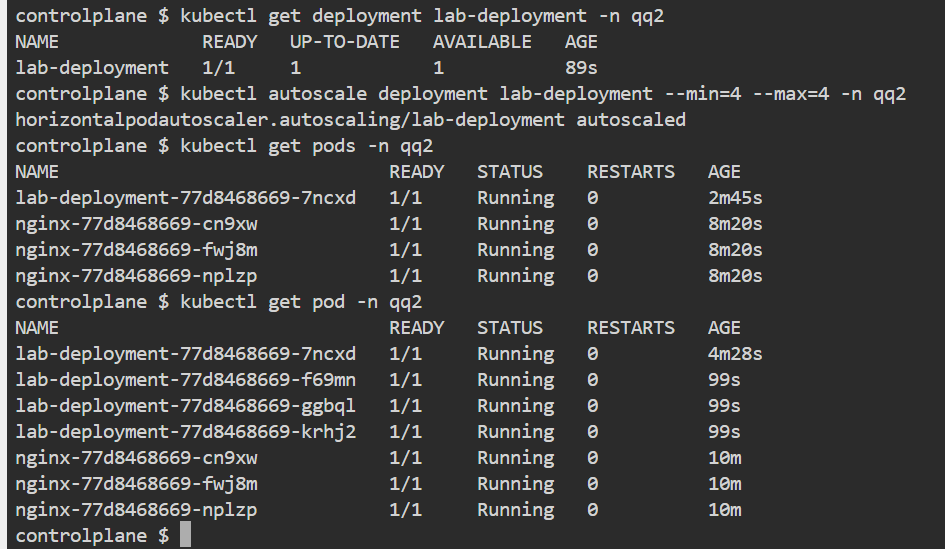 controlplane $ kubectl get deployment lab-deployment -n qq2
NAME READY UP-TO-DATE AVAILABLE AGE
lab-deployment 1/1 1 1 89s
controlplane $ kubectl autoscale deployment lab-deployment --min=4 --max=4 -n qq2
horizontalpodautoscaler.autoscaling/lab-deployment autoscaled
controlplane $ kubectl get pods -n qq2
NAME READY STATUS RESTARTS AGE
lab-deployment-77d8468669-7ncxd 1/1 Running 0 2m45s
nginx-77d8468669-cn9xw 1/1 Running 0 8m20s
nginx-77d8468669-fwj8m 1/1 Running 0 8m20s
nginx-77d8468669-nplzp 1/1 Running 0 8m20s
controlplane $ kubectl get pod -n qq2
NAME READY STATUS RESTARTS AGE
lab-deployment-77d8468669-7ncxd 1/1 Running 0 4m28s
lab-deployment-77d8468669-f69mn 1/1 Running 0 99s
lab-deployment-77d8468669-ggbql 1/1 Running 0 99s
lab-deployment-77d8468669-krhj2 1/1 Running 0 99s
nginx-77d8468669-cn9xw 1/1 Running 0 10m
nginx-77d8468669-fwj8m 1/1 Running 0 10m
nginx-77d8468669-nplzp 1/1 Running 0 10m
controlplane $